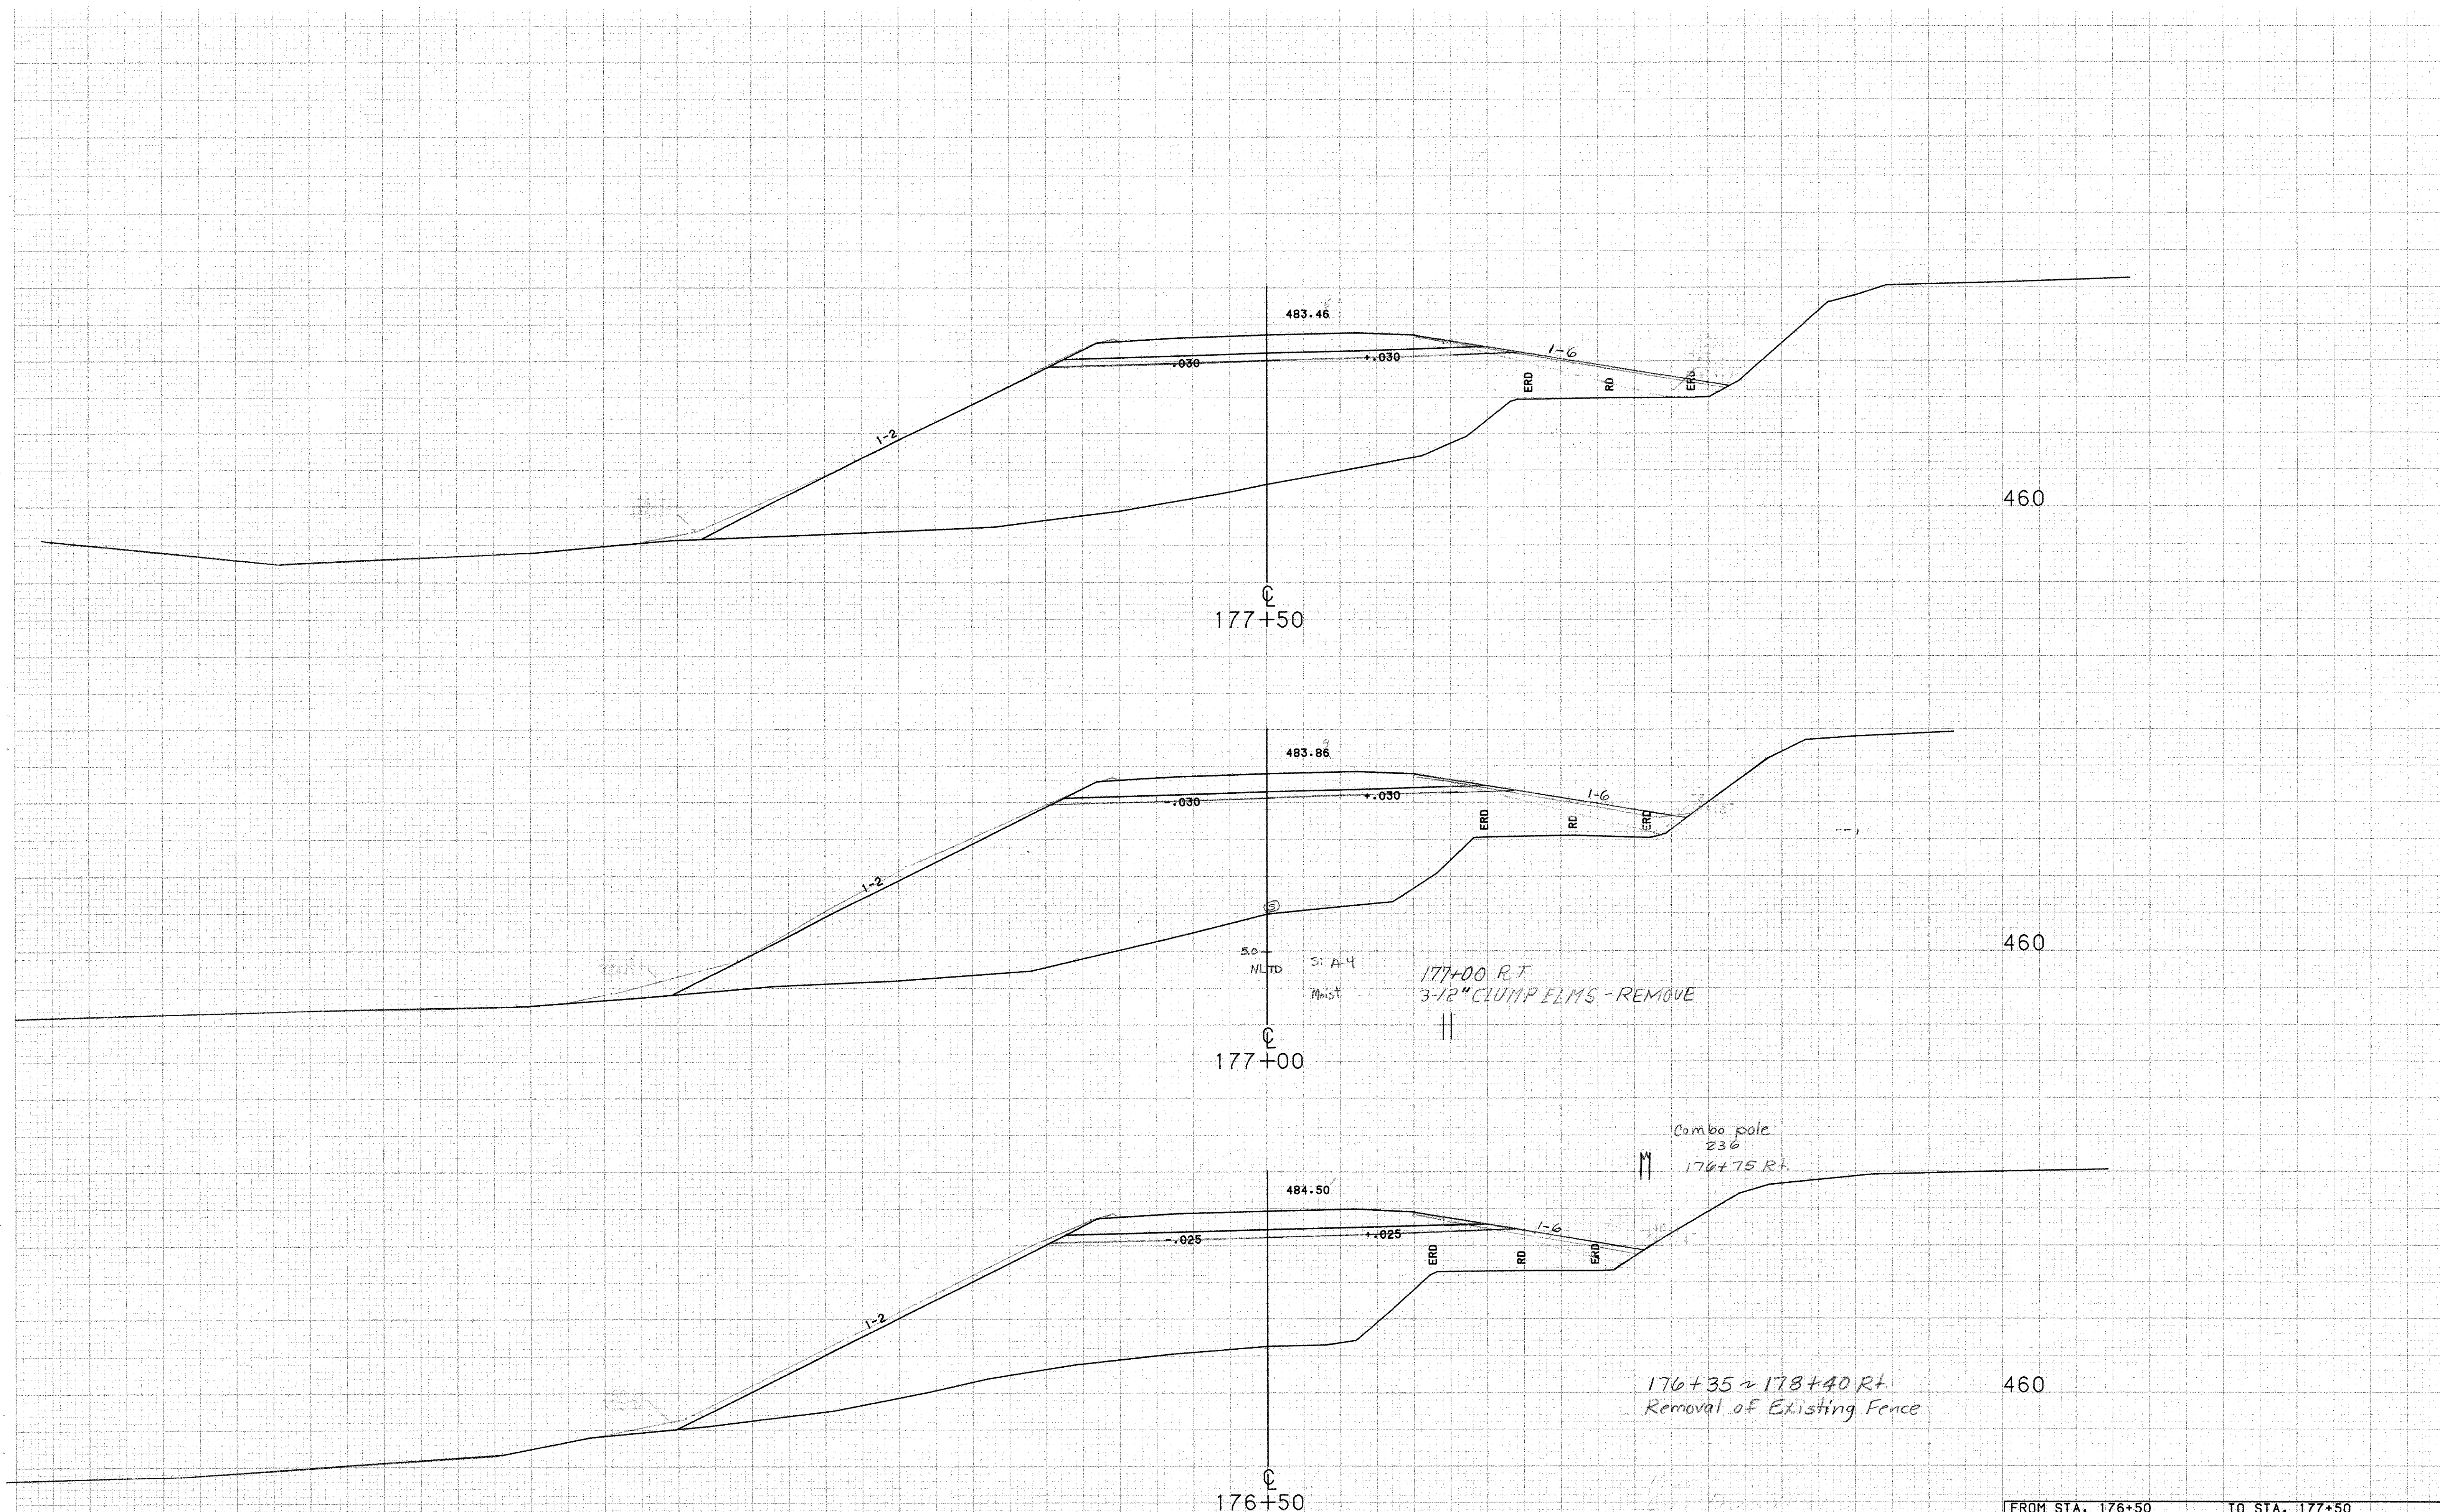 483.46
-.030 +.030
1-6
ERD RD ERD
1-2
460
℄
177+50
483.86
-.030 +.030
1-6
ERD RD ERD
1-2
S
5.0
NLTD
Si A-4
Moist
460
177+00 RT
3-12" CLUMP ELMS - REMOVE
℄
177+00
Combo pole
236
176+75 Rt.
484.50
-.025 +.025
1-6
ERD RD ERD
1-2
176+35 ~ 178+40 Rt.
Removal of Existing Fence
460
℄
176+50
FROM STA. 176+50 TO STA. 177+50